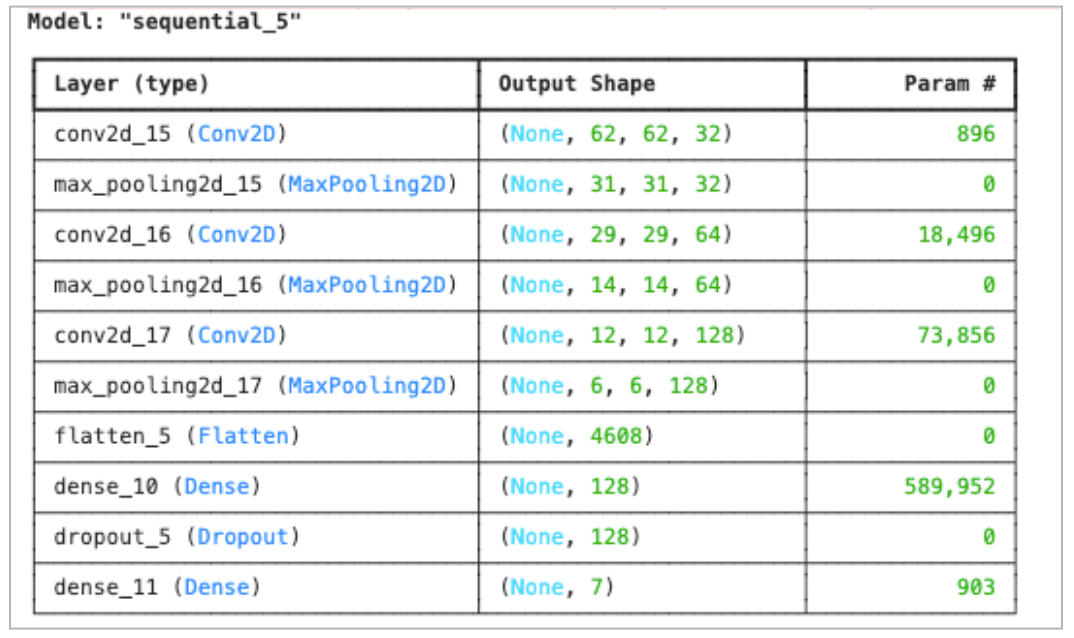 Model: "sequential_5"
Layer (type) Output Shape Param #
conv2d_15 (Conv2D) (None, 62, 62, 32) 896
max_pooling2d_15 (MaxPooling2D) (None, 31, 31, 32) 0
conv2d_16 (Conv2D) (None, 29, 29, 64) 18,496
max_pooling2d_16 (MaxPooling2D) (None, 14, 14, 64) 0
conv2d_17 (Conv2D) (None, 12, 12, 128) 73,856
max_pooling2d_17 (MaxPooling2D) (None, 6, 6, 128) 0
flatten_5 (Flatten) (None, 4608) 0
dense_10 (Dense) (None, 128) 589,952
dropout_5 (Dropout) (None, 128) 0
dense_11 (Dense) (None, 7) 903